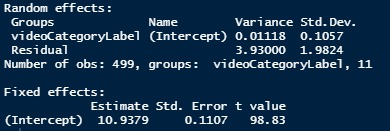 Random effects:
Groups Name Variance Std.Dev.
videoCategoryLabel (Intercept) 0.01118 0.1057
Residual 3.93000 1.9824
Number of obs: 499, groups: videoCategoryLabel, 11
Fixed effects:
Estimate Std. Error t value
(Intercept) 10.9379 0.1107 98.83